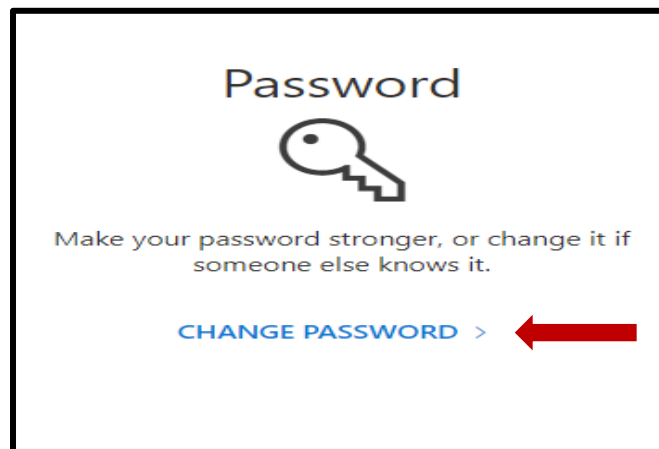 Password
Make your password stronger, or change it if
someone else knows it.
CHANGE PASSWORD >